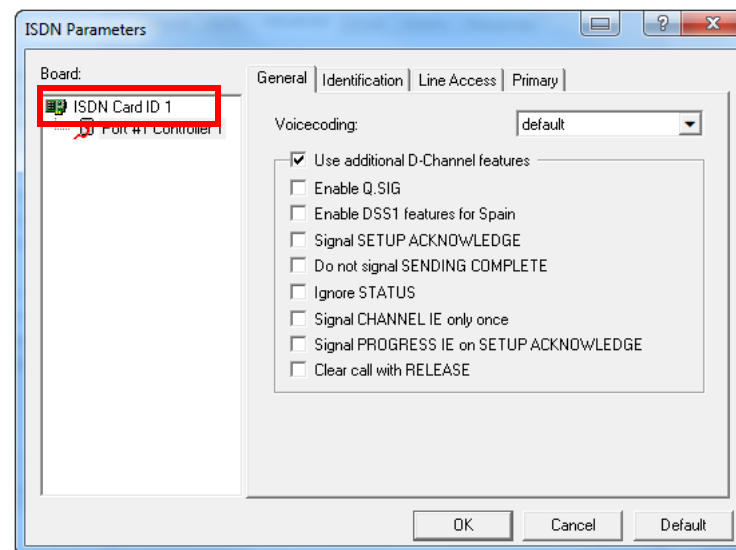 ISDN Parameters
Board:
ISDN Card ID 1
Port #1 Controller 1
General Identification Line Access Primary
Voicecoding: default
Use additional D-Channel features
Enable Q.SIG
Enable DSS1 features for Spain
Signal SETUP ACKNOWLEDGE
Do not signal SENDING COMPLETE
Ignore STATUS
Signal CHANNEL IE only once
Signal PROGRESS IE on SETUP ACKNOWLEDGE
Clear call with RELEASE
OK Cancel Default